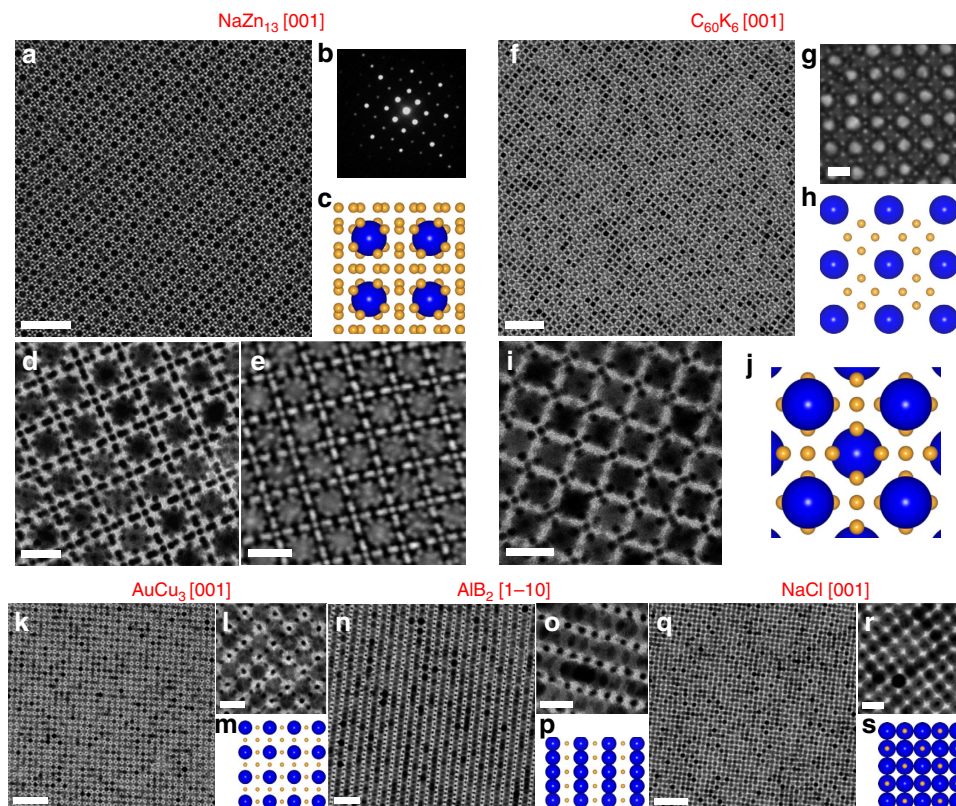 NaZn13 [001]
C60K6 [001]
a
b
c
d
e
f
g
h
i
j
AuCu3 [001]
AlB2 [1–10]
NaCl [001]
k
l
m
n
o
p
q
r
s